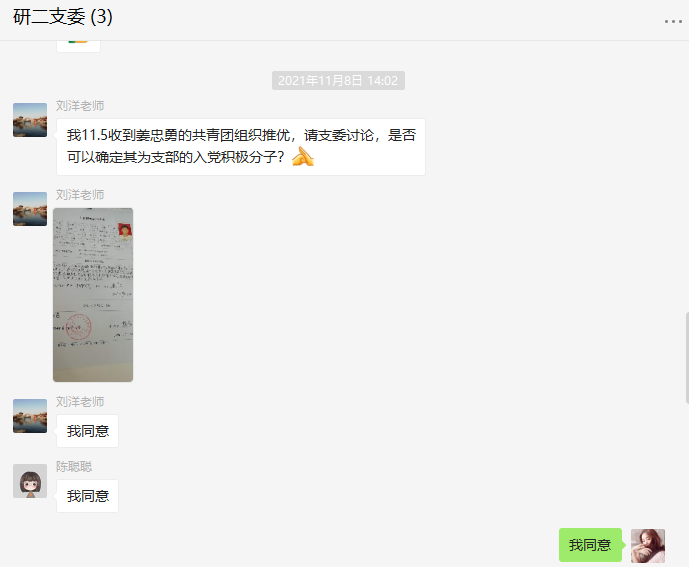 研二支委 (3)
2021年11月8日 14:02
刘洋老师
我11.5收到姜忠勇的共青团组织推优，请支委讨论，是否
可以确定其为支部的入党积极分子？
刘洋老师
刘洋老师
我同意
陈聪聪
我同意
我同意